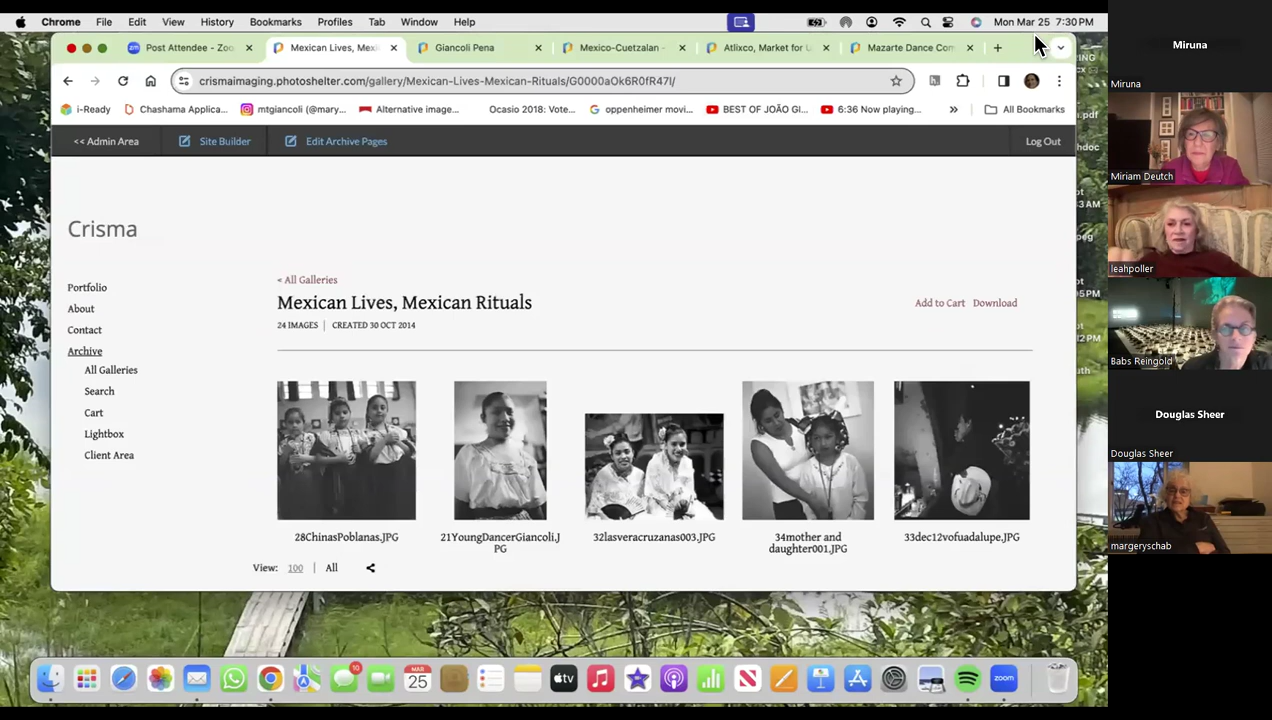 Chrome File Edit View History Bookmarks Profiles Tab Window Help Mon Mar 25 7:30 PM
Post Attendee - Zoo Mexican Lives, Mexi Giancoli Pena Mexico-Cuetzalan - Atlixco, Market for U Mazarte Dance Com
crismaimaging.photoshelter.com/gallery/Mexican-Lives-Mexican-Rituals/G0000aOk6R0fR47I/
i-Ready Chashama Applica... mtgiancoli (@mary... Alternative image... Ocasio 2018: Vote... oppenheimer movi... BEST OF JOÃO GI... 6:36 Now playing... » All Bookmarks
<< Admin Area Site Builder Edit Archive Pages Log Out
Crisma
Portfolio
About
Contact
Archive
All Galleries
Search
Cart
Lightbox
Client Area
< All Galleries
Mexican Lives, Mexican Rituals
24 IMAGES | CREATED 30 OCT 2014
Add to Cart Download
28ChinasPoblanas.JPG
21YoungDancerGiancoli.J
PG
32lasveracruzanas003.JPG
34mother and
daughter001.JPG
33dec12vofuadalupe.JPG
View: 100 | All
MAR
25
10
tv
zoom
Miruna
Miruna
Miriam Deutch
leahpoller
Babs Reingold
Douglas Sheer
Douglas Sheer
margeryschab